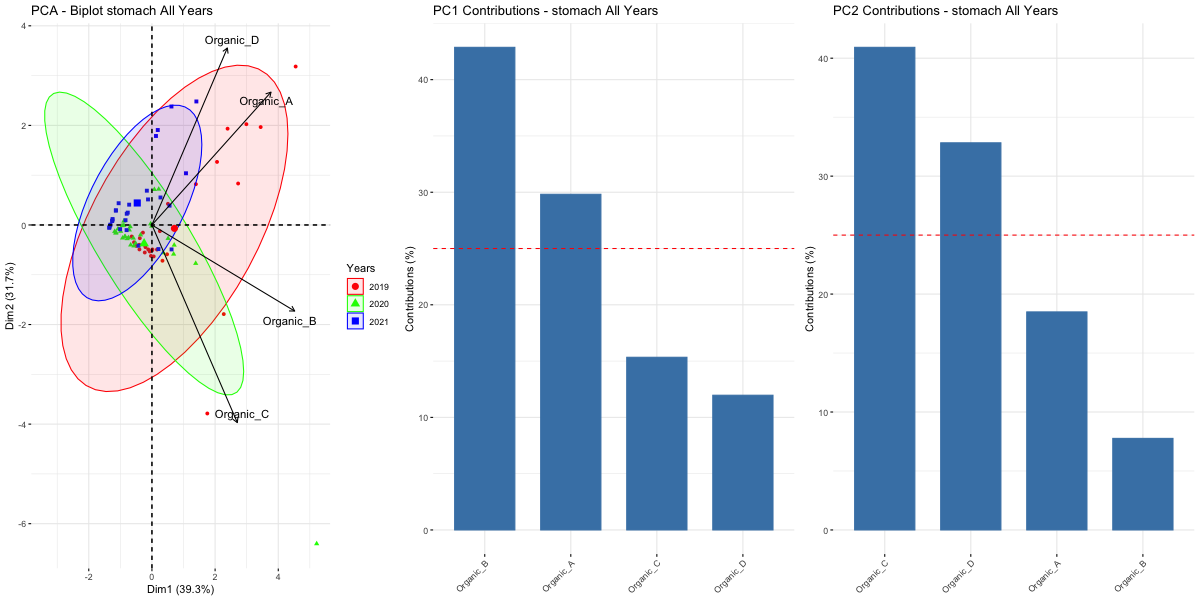 PCA - Biplot stomach All Years
4
2
0
-2
-4
-6
Dim2 (31.7%)
-2
0
2
4
Dim1 (39.3%)
Organic_D
Organic_A
Organic_B
Organic_C
Years
2019
2020
2021
PC1 Contributions - stomach All Years
Contributions (%)
40
30
20
10
0
Organic_B
Organic_A
Organic_C
Organic_D
PC2 Contributions - stomach All Years
Contributions (%)
40
30
20
10
0
Organic_C
Organic_D
Organic_A
Organic_B